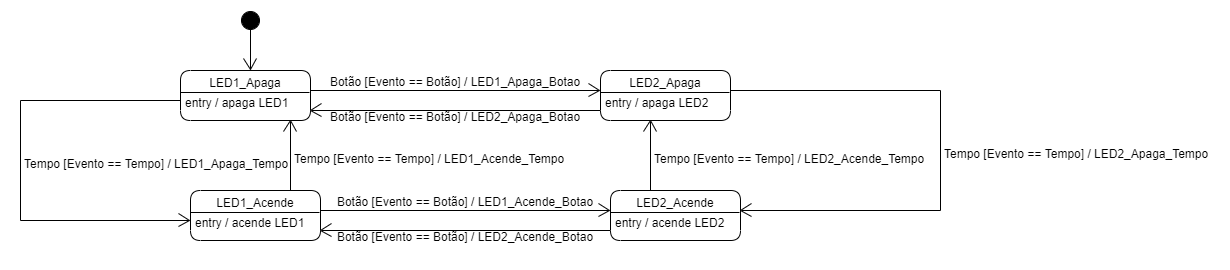 LED1_Apaga
entry / apaga LED1
Botão [Evento == Botão] / LED1_Apaga_Botao
LED2_Apaga
entry / apaga LED2
Botão [Evento == Botão] / LED2_Apaga_Botao
Tempo [Evento == Tempo] / LED1_Apaga_Tempo
Tempo [Evento == Tempo] / LED1_Acende_Tempo
Tempo [Evento == Tempo] / LED2_Acende_Tempo
Tempo [Evento == Tempo] / LED2_Apaga_Tempo
LED1_Acende
entry / acende LED1
Botão [Evento == Botão] / LED1_Acende_Botao
LED2_Acende
entry / acende LED2
Botão [Evento == Botão] / LED2_Acende_Botao